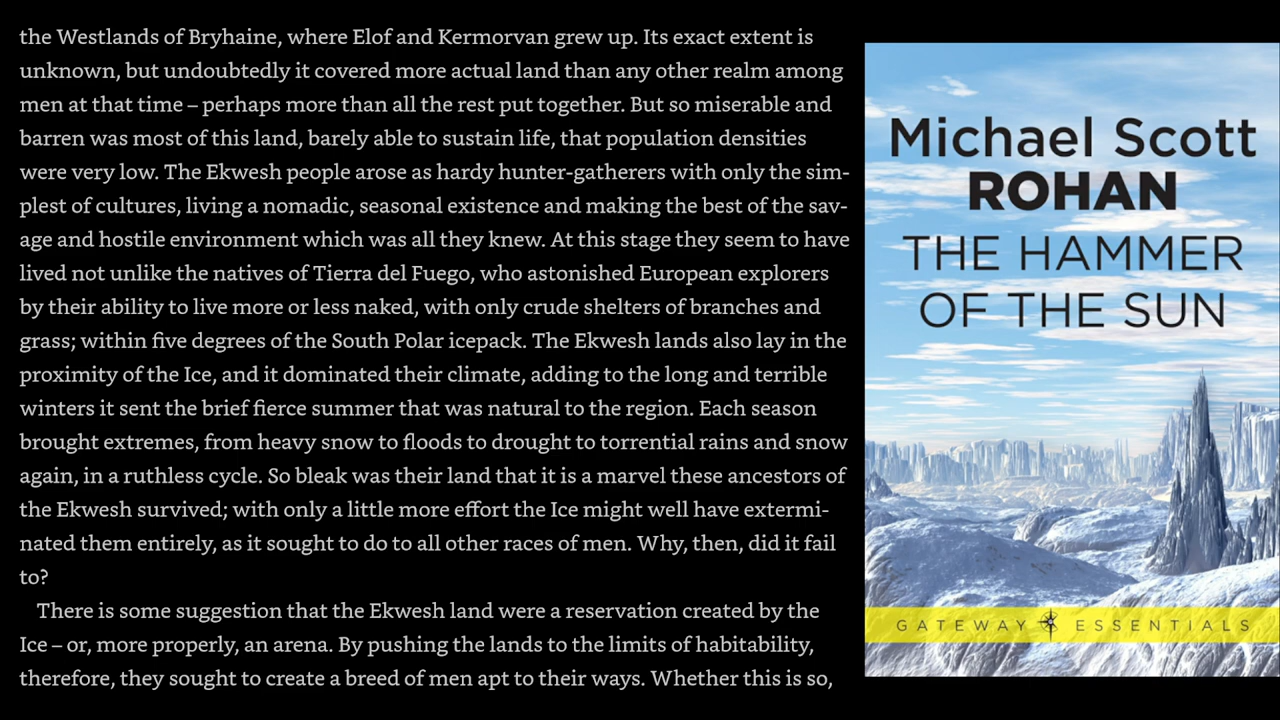 the Westlands of Bryhaine, where Elof and Kermorvan grew up. Its exact extent is
unknown, but undoubtedly it covered more actual land than any other realm among
men at that time – perhaps more than all the rest put together. But so miserable and
barren was most of this land, barely able to sustain life, that population densities
were very low. The Ekwesh people arose as hardy hunter-gatherers with only the sim-
plest of cultures, living a nomadic, seasonal existence and making the best of the sav-
age and hostile environment which was all they knew. At this stage they seem to have
lived not unlike the natives of Tierra del Fuego, who astonished European explorers
by their ability to live more or less naked, with only crude shelters of branches and
grass; within five degrees of the South Polar icepack. The Ekwesh lands also lay in the
proximity of the Ice, and it dominated their climate, adding to the long and terrible
winters it sent the brief fierce summer that was natural to the region. Each season
brought extremes, from heavy snow to floods to drought to torrential rains and snow
again, in a ruthless cycle. So bleak was their land that it is a marvel these ancestors of
the Ekwesh survived; with only a little more effort the Ice might well have extermi-
nated them entirely, as it sought to do to all other races of men. Why, then, did it fail
to?
There is some suggestion that the Ekwesh land were a reservation created by the
Ice – or, more properly, an arena. By pushing the lands to the limits of habitability,
therefore, they sought to create a breed of men apt to their ways. Whether this is so,
Michael Scott
ROHAN
THE HAMMER
OF THE SUN
GATEWAY ESSENTIALS